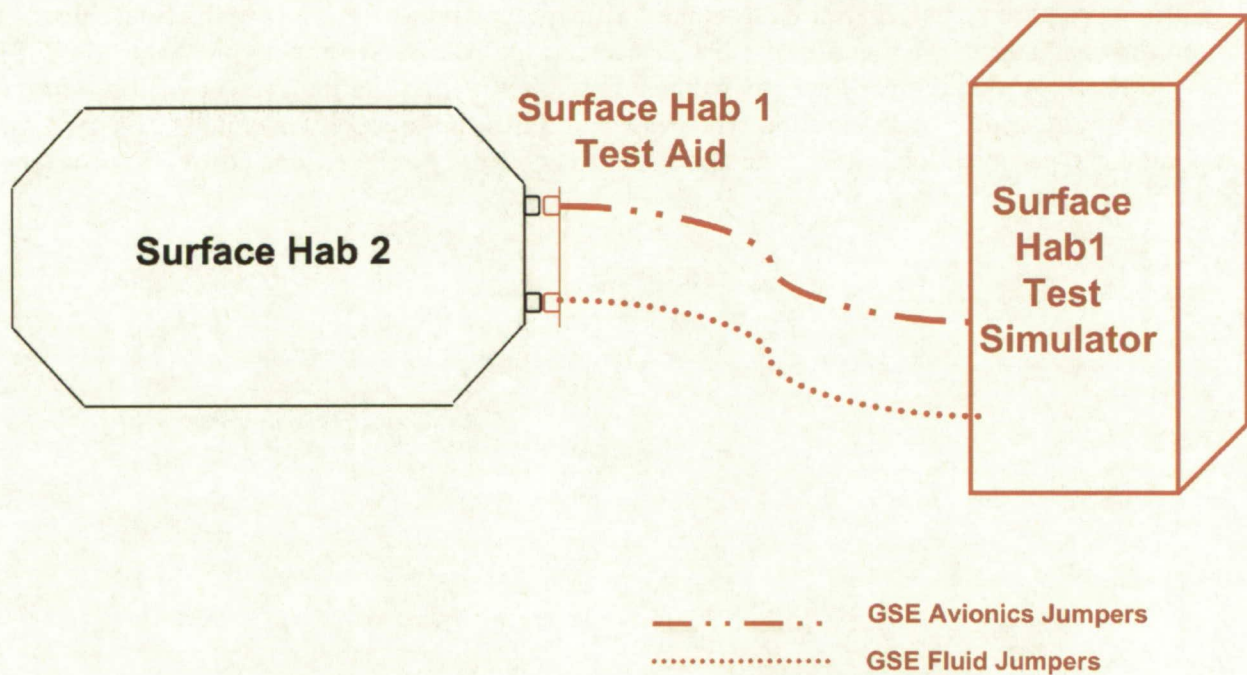 Surface Hab 1
Test Aid
Surface Hab 2
Surface
Hab1
Test
Simulator
GSE Avionics Jumpers
GSE Fluid Jumpers